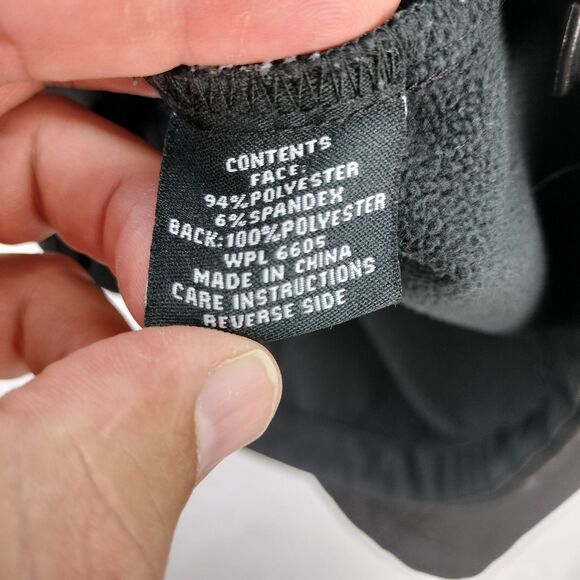 CONTENTS
FACE:
94%POLYESTER
6%SPANDEX
BACK:100%POLYESTER
WPL 6605
MADE IN CHINA
CARE INSTRUCTIONS
REVERSE SIDE